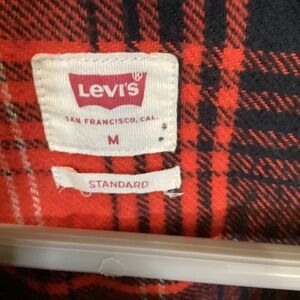 Levi's®
SAN FRANCISCO, CAL.
M
STANDARD